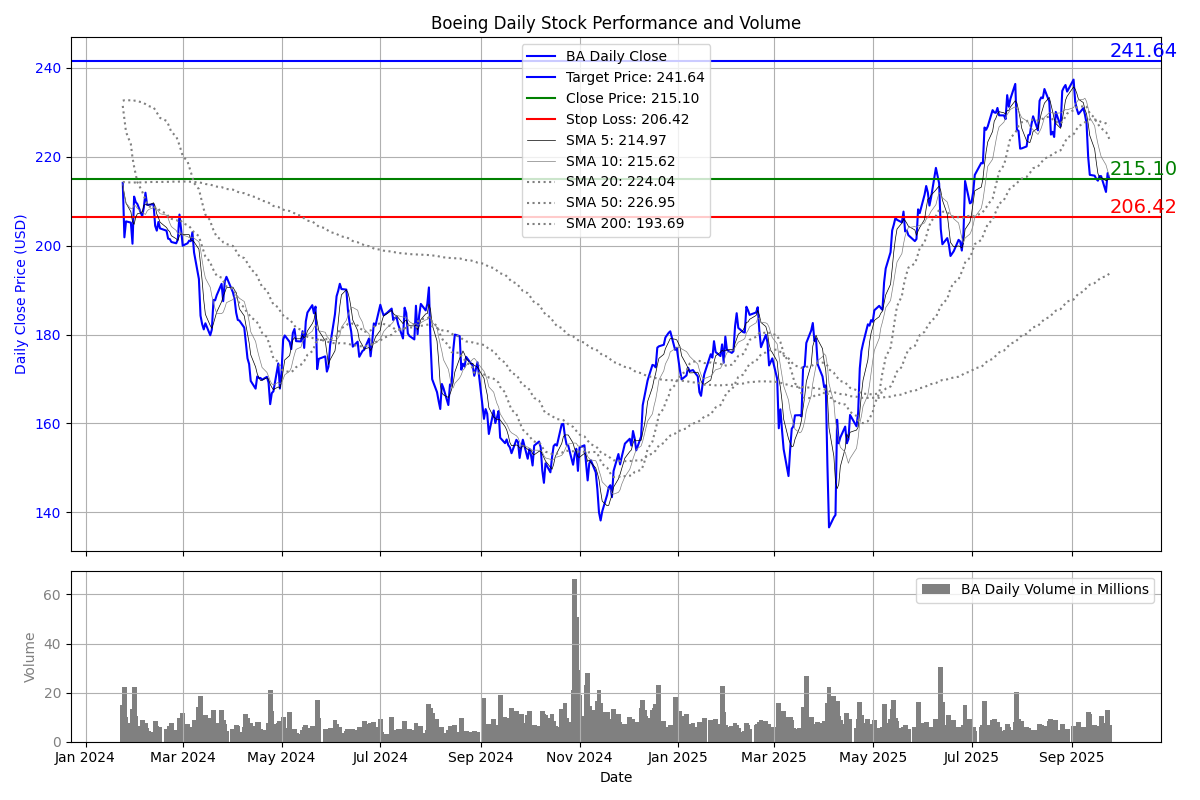 Boeing Daily Stock Performance and Volume
241.64
240
BA Daily Close
Target Price: 241.64
Close Price: 215.10
Stop Loss: 206.42
SMA 5: 214.97
SMA 10: 215.62
SMA 20: 224.04
SMA 50: 226.95
SMA 200: 193.69
220
215.10
206.42
200
180
160
140
Daily Close Price (USD)
BA Daily Volume in Millions
60
40
20
0
Volume
Jan 2024 Mar 2024 May 2024 Jul 2024 Sep 2024 Nov 2024 Jan 2025 Mar 2025 May 2025 Jul 2025 Sep 2025
Date